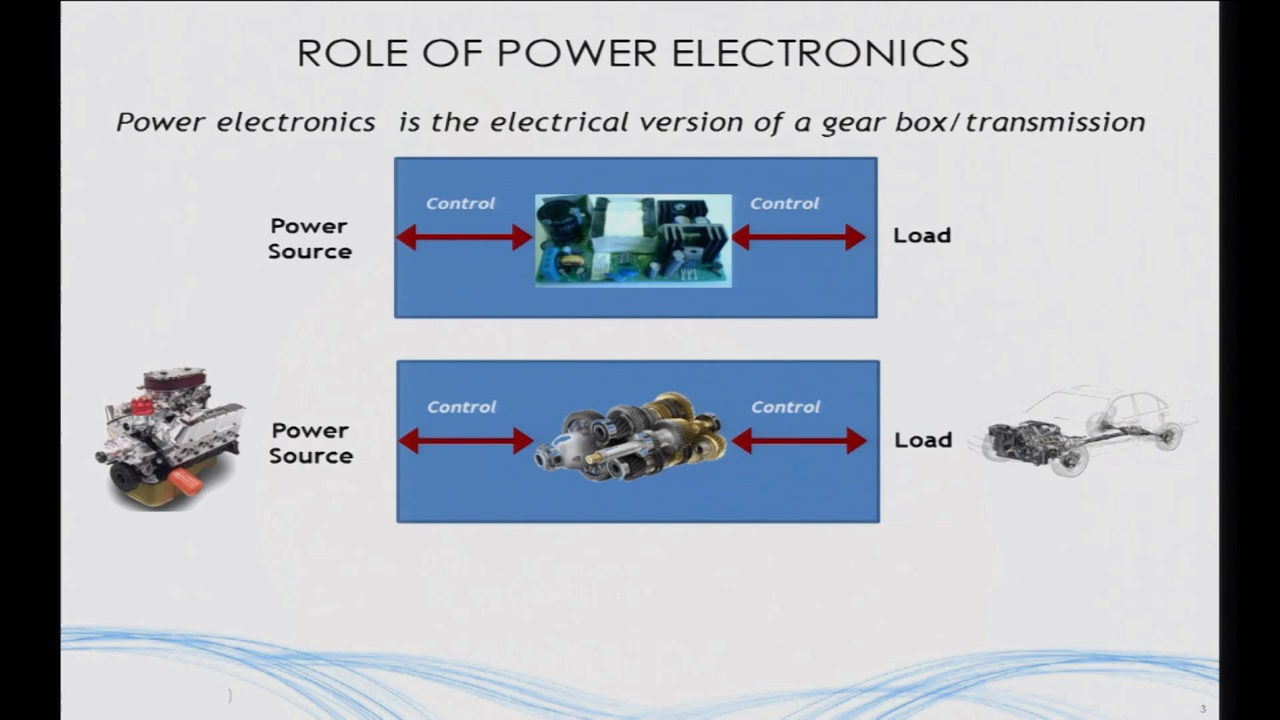 ROLE OF POWER ELECTRONICS
Power electronics is the electrical version of a gear box/transmission
Control
Control
Power
Source
Load
Control
Control
Power
Source
Load
)
3